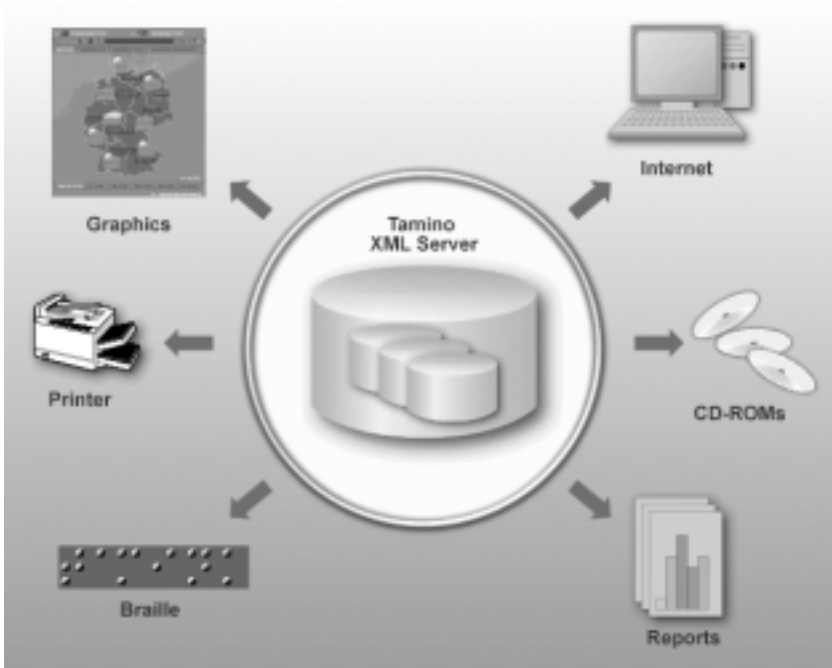 Graphics
Internet
Tamino
XML Server
Printer
CD-ROMs
Braille
Reports